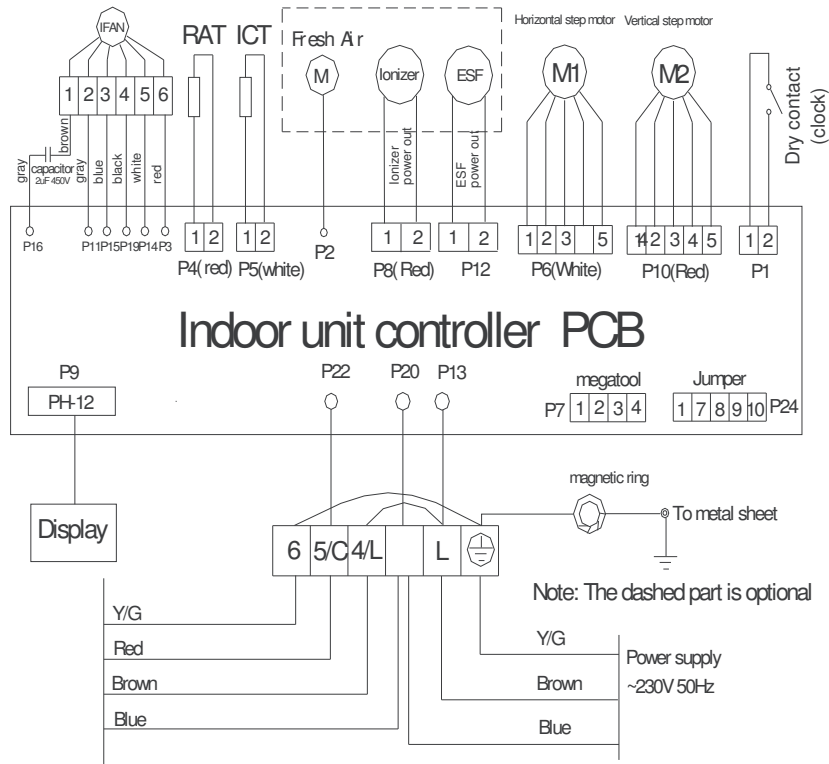 IFAN
RAT ICT
Fresh Air
Horizontal step motor
Vertical step motor
M
Ionizer
ESF
M1
M2
1 2 3 4 5 6
gray
brown
capacitor
2uF 450V
gray
blue
black
white
red
Ionizer
power out
ESF
power out
Dry contact
(clock)
P16
P11 P15 P19 P14 P3
1 2
P4(red)
1 2
P5(white)
P2
1 2
P8(Red)
1 2
P12
1 2 3 5
P6(White)
1 2 3 4 5
P10(Red)
1 2
P1
Indoor unit controller PCB
P9
PH-12
P22
P20
P13
megatool
P7 1 2 3 4
Jumper
1 7 8 9 10 P24
Display
6 5/C 4/L L
magnetic ring
To metal sheet
Note: The dashed part is optional
Y/G
Red
Brown
Blue
Y/G
Brown
Blue
Power supply
~230V 50Hz